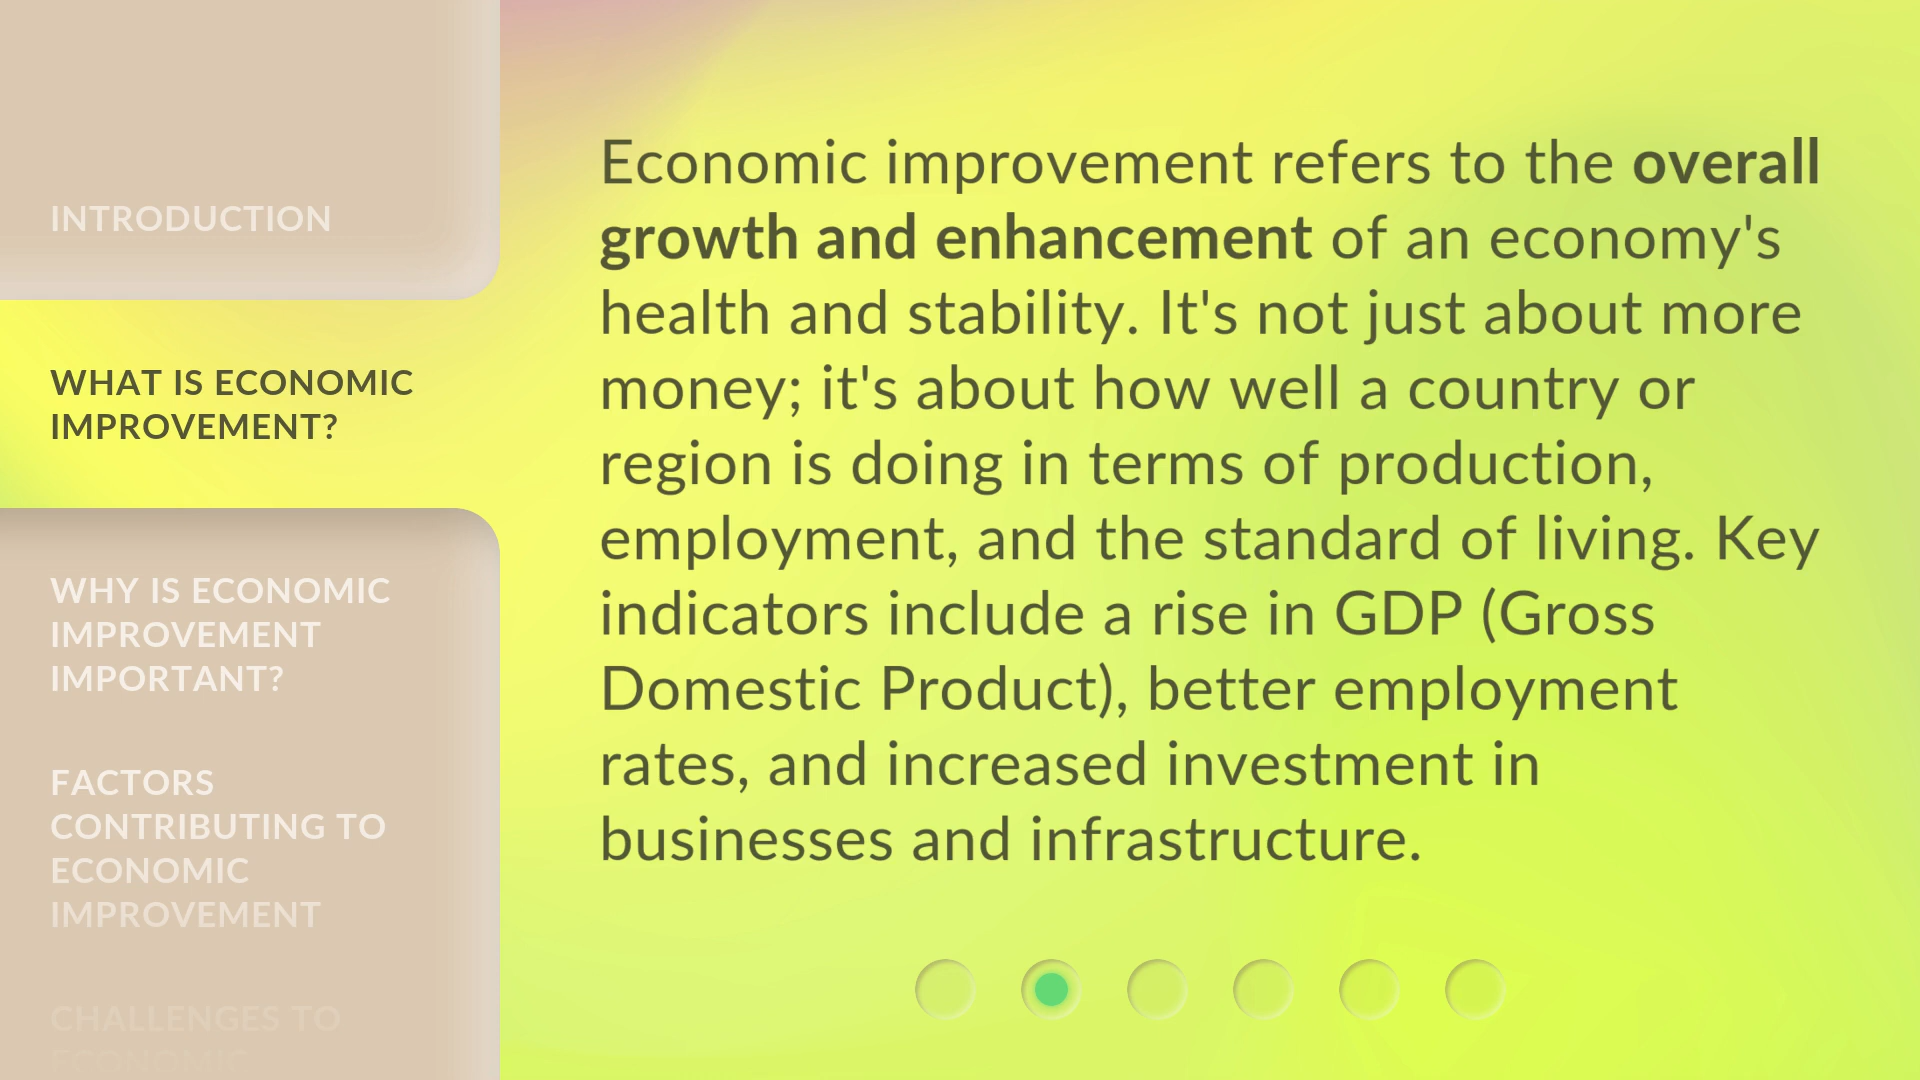 INTRODUCTION
WHAT IS ECONOMIC
IMPROVEMENT?
WHY IS ECONOMIC
IMPROVEMENT
IMPORTANT?
FACTORS
CONTRIBUTING TO
ECONOMIC
IMPROVEMENT
CHALLENGES TO
ECONOMIC
Economic improvement refers to the overall
growth and enhancement of an economy's
health and stability. It's not just about more
money; it's about how well a country or
region is doing in terms of production,
employment, and the standard of living. Key
indicators include a rise in GDP (Gross
Domestic Product), better employment
rates, and increased investment in
businesses and infrastructure.